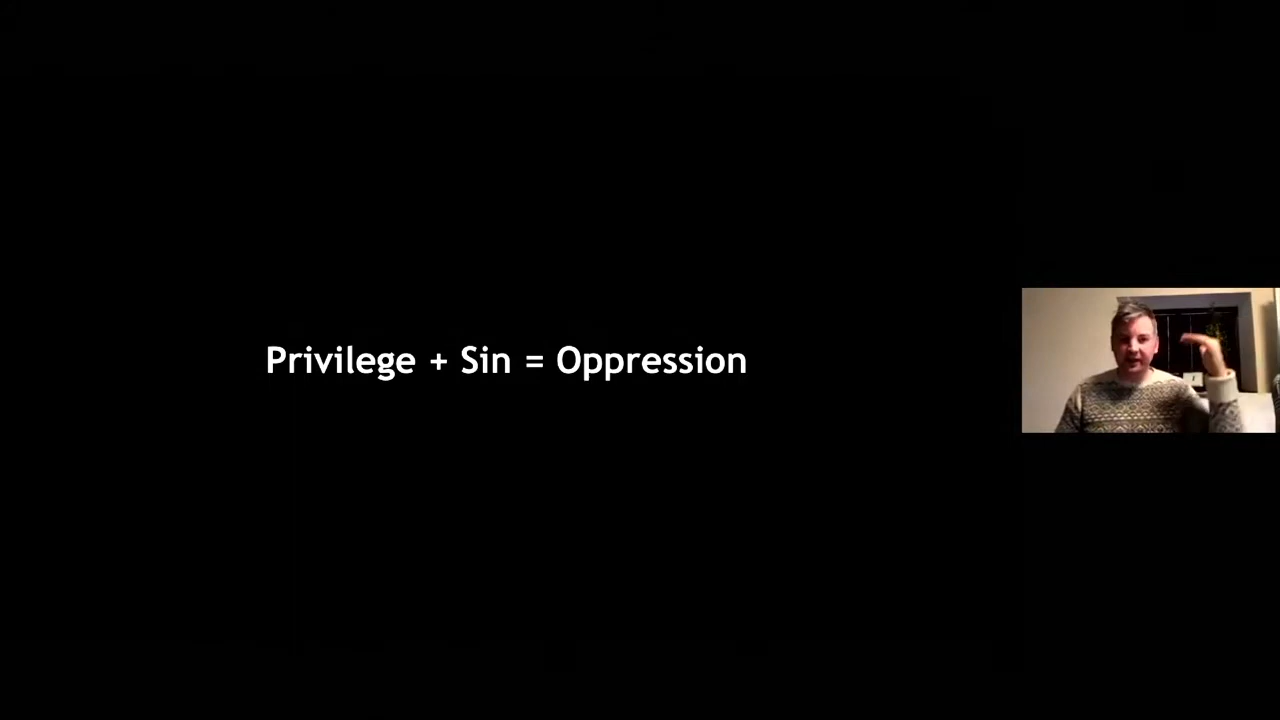 Privilege + Sin = Oppression